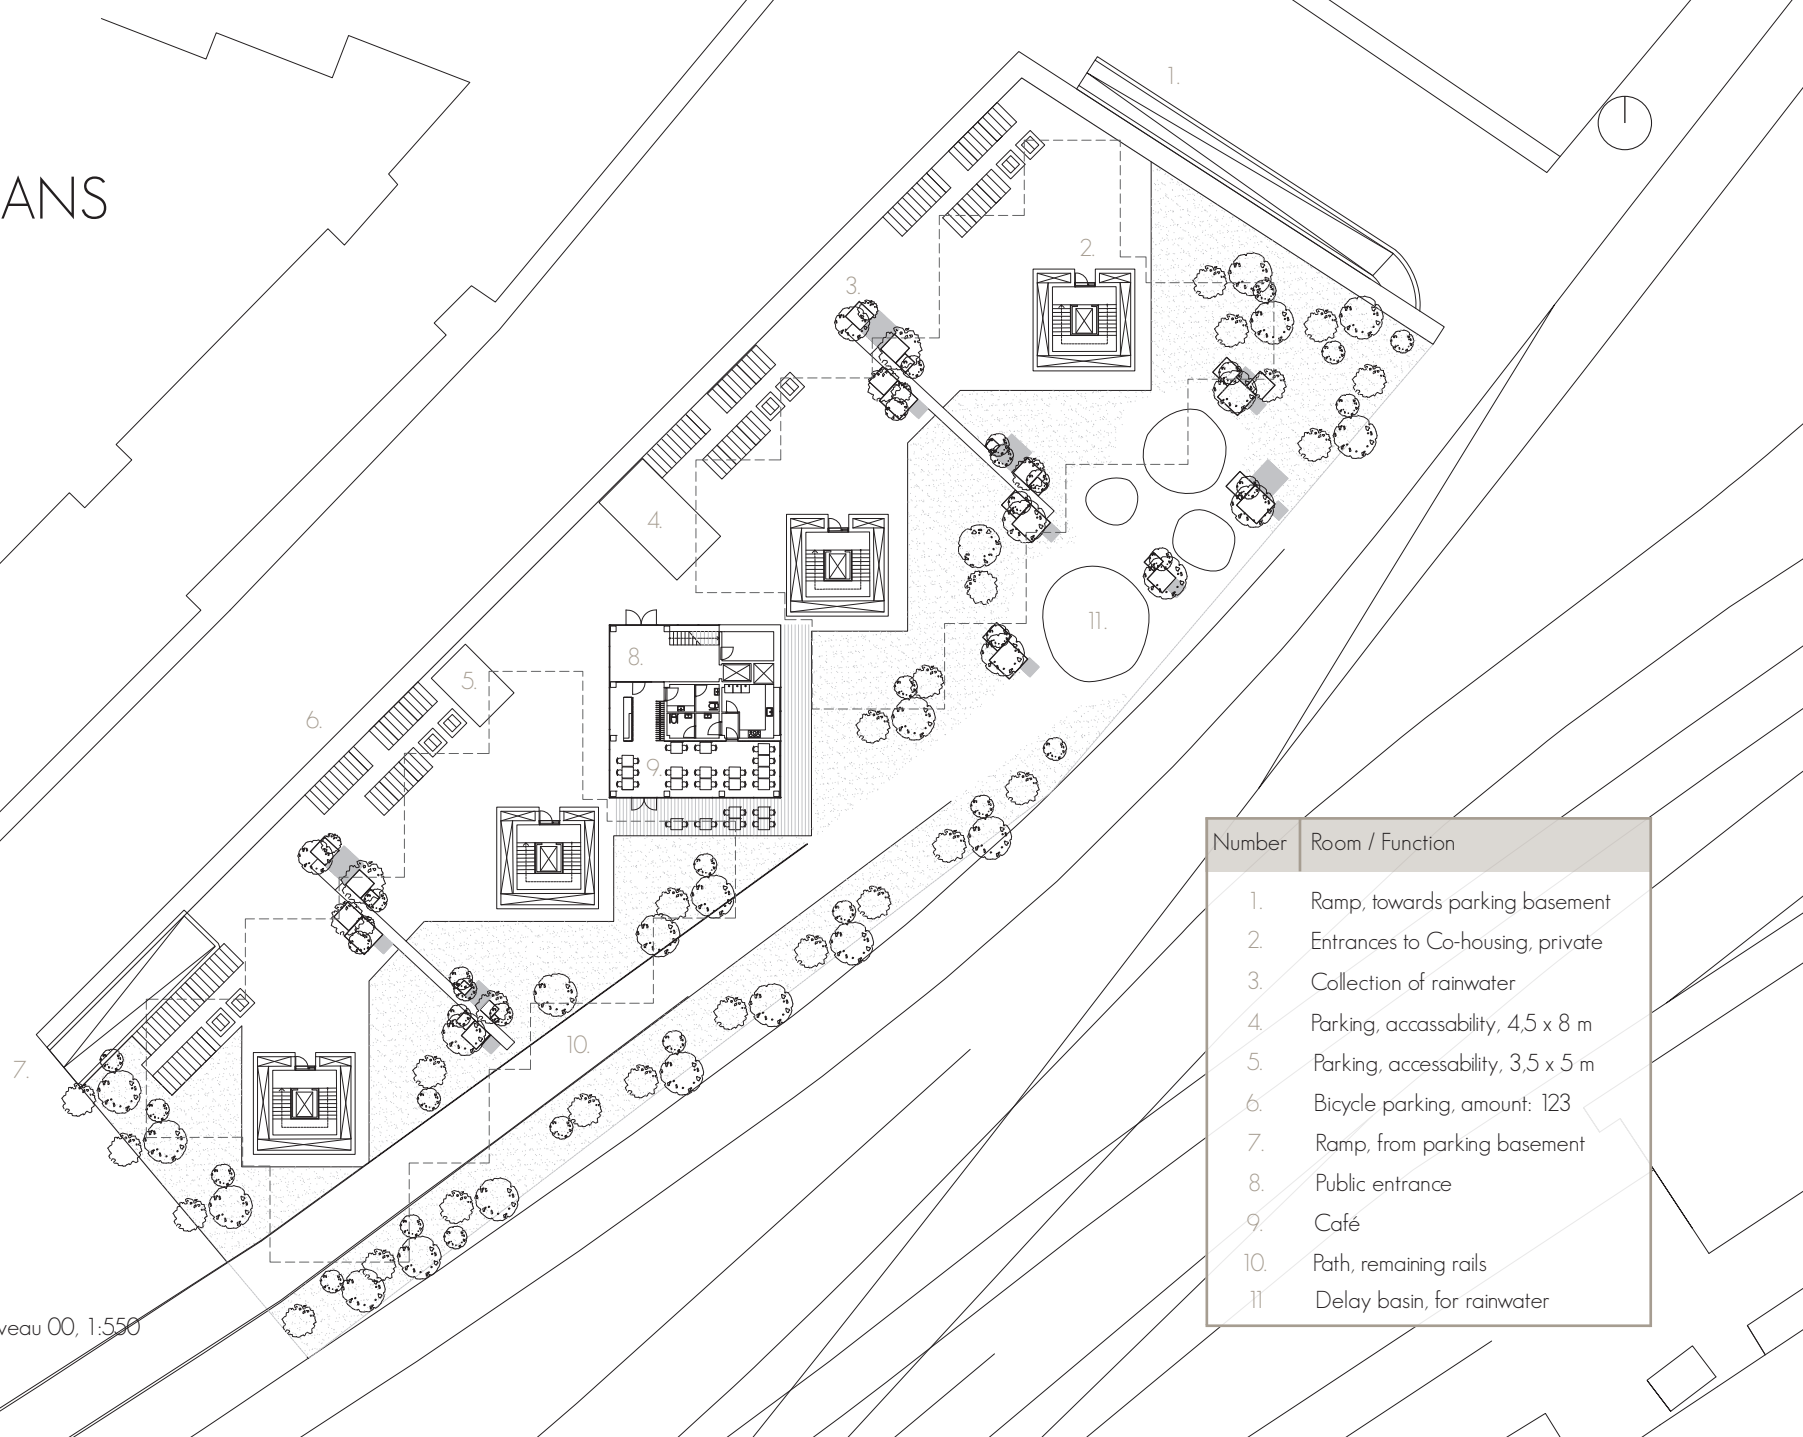 ANS
1.
2.
3.
4.
5.
6.
7.
8.
9.
10.
11.
veau 00, 1:550
Number Room / Function
1. Ramp, towards parking basement
2. Entrances to Co-housing, private
3. Collection of rainwater
4. Parking, accassability, 4,5 x 8 m
5. Parking, accessability, 3,5 x 5 m
6. Bicycle parking, amount: 123
7. Ramp, from parking basement
8. Public entrance
9. Café
10. Path, remaining rails
11 Delay basin, for rainwater